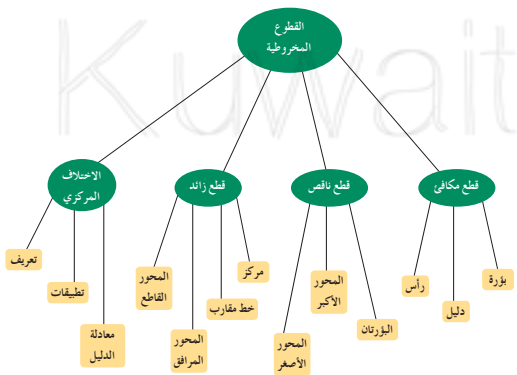 القطوع
المخروطية
Kuwait
قطع مكافئ
قطع ناقص
قطع زائد
الاختلاف
المركزي
بؤرة
دليل
رأس
البؤرتان
المحور
الأكبر
المحور
الأصغر
مركز
خط مقارب
المحور
المرافق
المحور
القاطع
معادلة
الدليل
تطبيقات
تعريف